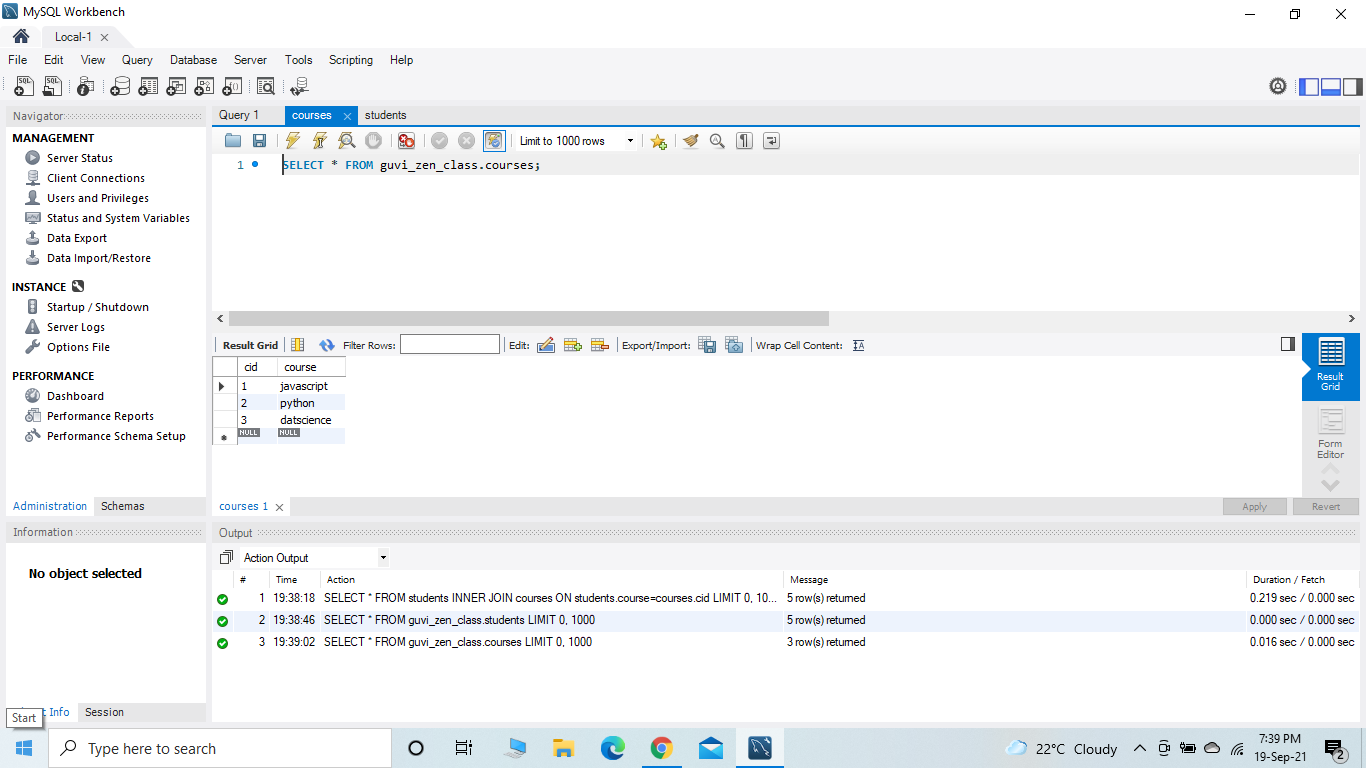 MySQL Workbench
Local-1
File Edit View Query Database Server Tools Scripting Help
Navigator
MANAGEMENT
Server Status
Client Connections
Users and Privileges
Status and System Variables
Data Export
Data Import/Restore
INSTANCE
Startup / Shutdown
Server Logs
Options File
PERFORMANCE
Dashboard
Performance Reports
Performance Schema Setup
Administration Schemas
Information
No object selected
Info Session
Start
Query 1 courses students
Limit to 1000 rows
1 SELECT * FROM guvi_zen_class.courses;
Result Grid Filter Rows: Edit: Export/Import: Wrap Cell Content:
cid course
1 javascript
2 python
3 datscience
NULL NULL
Result
Grid
Form
Editor
courses 1 Apply Revert
Output
Action Output
# Time Action Message Duration / Fetch
1 19:38:18 SELECT * FROM students INNER JOIN courses ON students.course=courses.cid LIMIT 0, 10... 5 row(s) returned 0.219 sec / 0.000 sec
2 19:38:46 SELECT * FROM guvi_zen_class.students LIMIT 0, 1000 5 row(s) returned 0.000 sec / 0.000 sec
3 19:39:02 SELECT * FROM guvi_zen_class.courses LIMIT 0, 1000 3 row(s) returned 0.016 sec / 0.000 sec
Type here to search
22°C Cloudy
7:39 PM
19-Sep-21
2